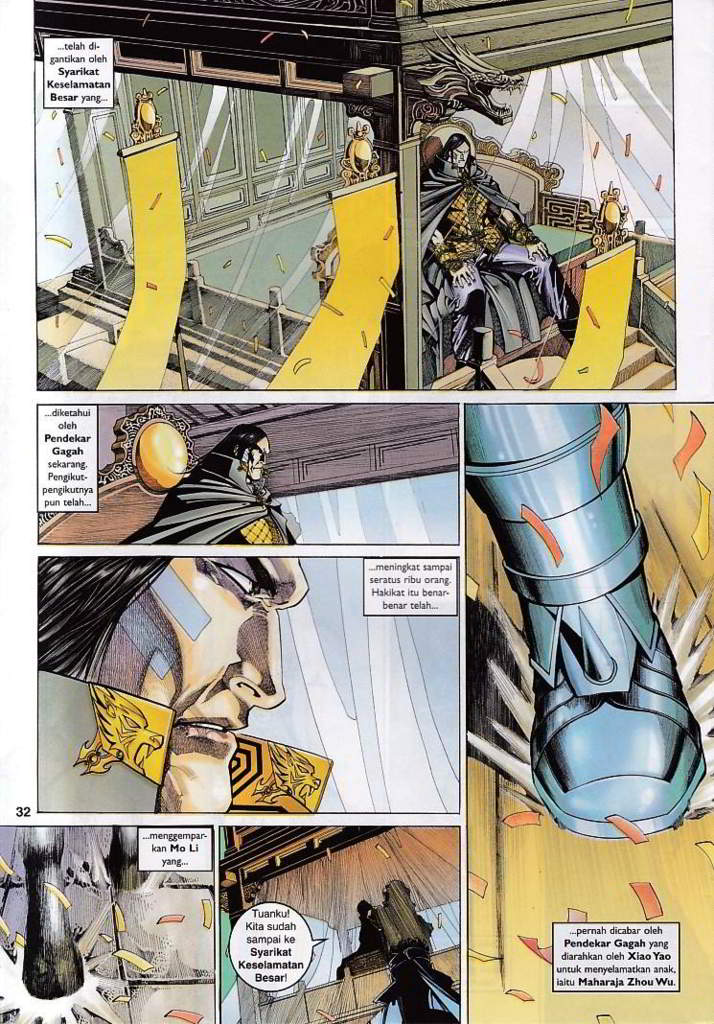 ...telah di-
gantikan oleh
Syarikat
Keselamatan
Besar yang...
...diketahui
oleh
Pendekar
Gagah
sekarang.
Pengikut-
pengikutnya
pun telah...
...meningkat sampai
seratus ribu orang.
Hakikat itu benar-
benar telah...
32
...menggempar-
kan Mo Li
yang...
Tuanku!
Kita sudah
sampai ke
Syarikat
Keselamatan
Besar!
...pernah dicabar oleh
Pendekar Gagah yang
diarahkan oleh Xiao Yao
untuk menyelamatkan anak,
iaitu Maharaja Zhou Wu.